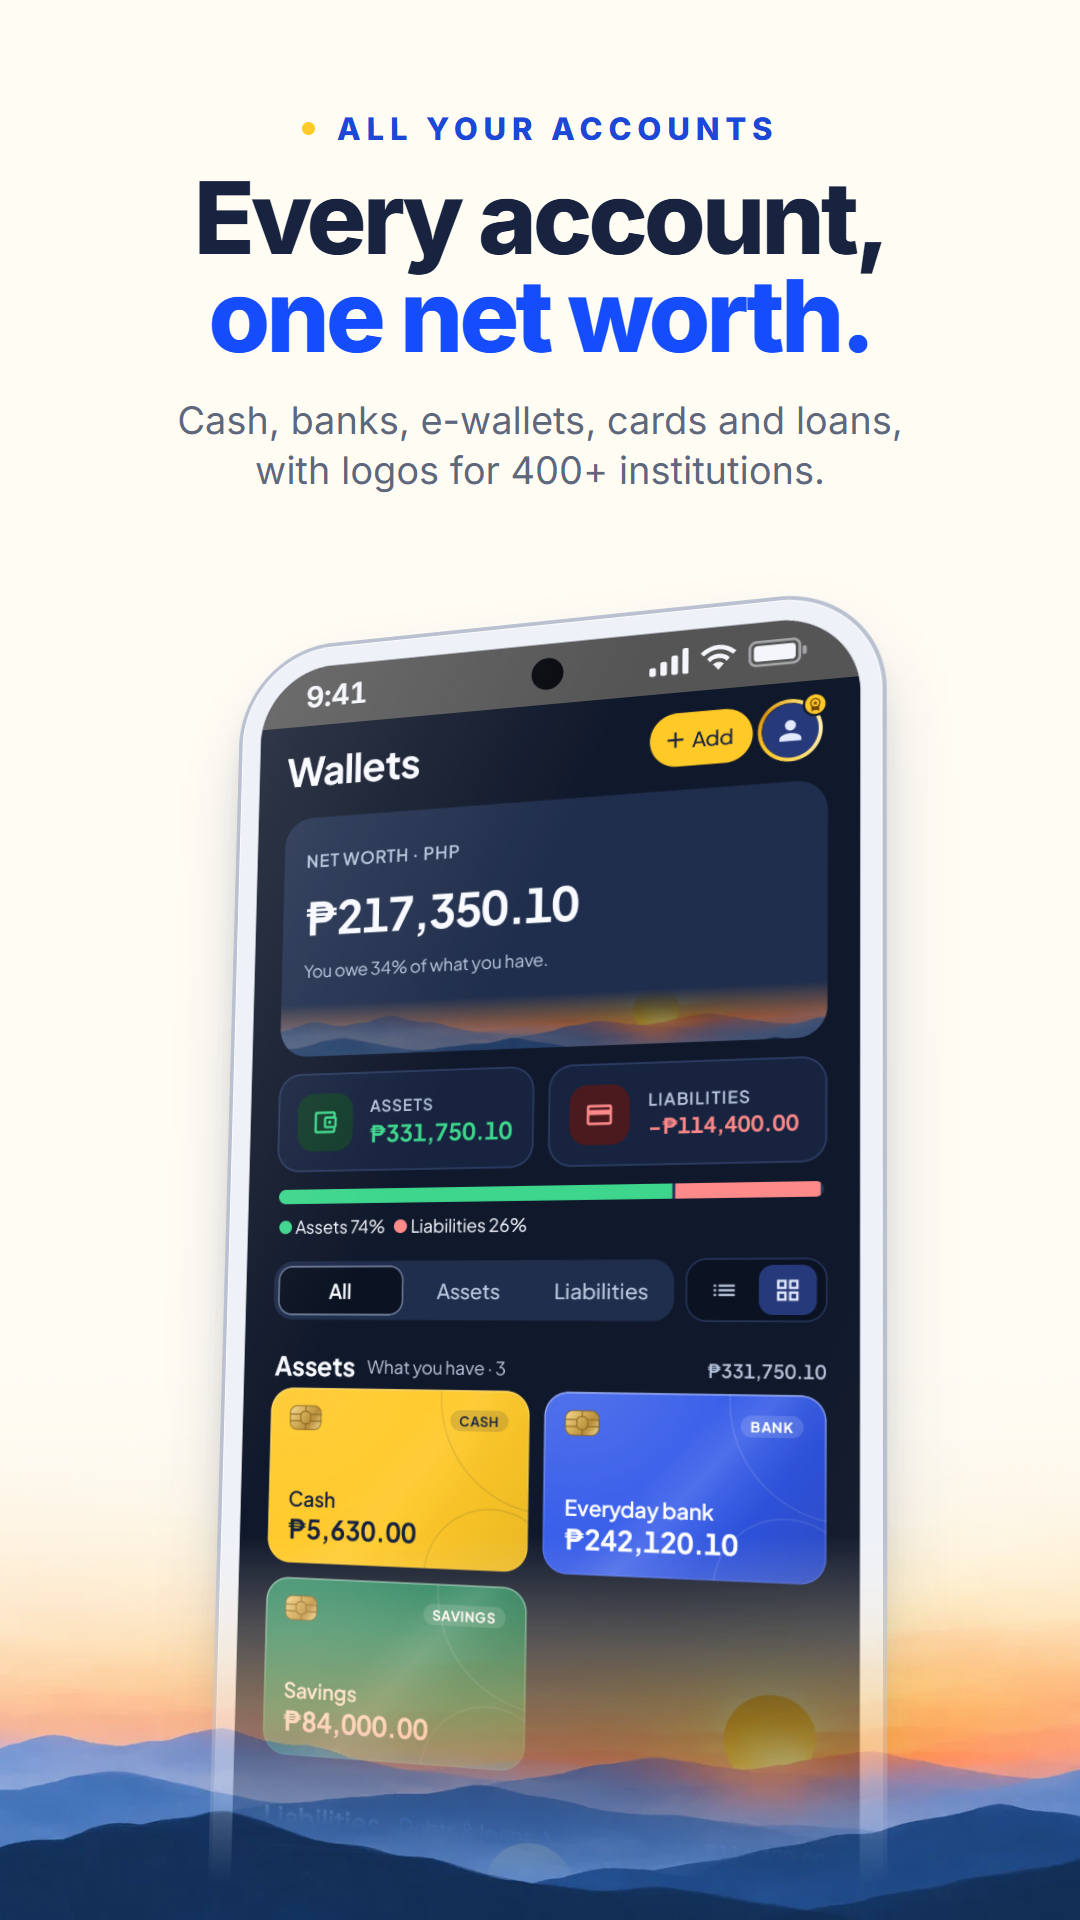 ALL YOUR ACCOUNTS
Every account,
one net worth.
Cash, banks, e-wallets, cards and loans,
with logos for 400+ institutions.
9:41
Wallets
+ Add
NET WORTH · PHP
₱217,350.10
You owe 34% of what you have.
ASSETS
₱331,750.10
LIABILITIES
-₱114,400.00
Assets 74% Liabilities 26%
All Assets Liabilities
Assets What you have · 3 ₱331,750.10
CASH
Cash
₱5,630.00
BANK
Everyday bank
₱242,120.10
SAVINGS
Savings
₱84,000.00
Liabilities